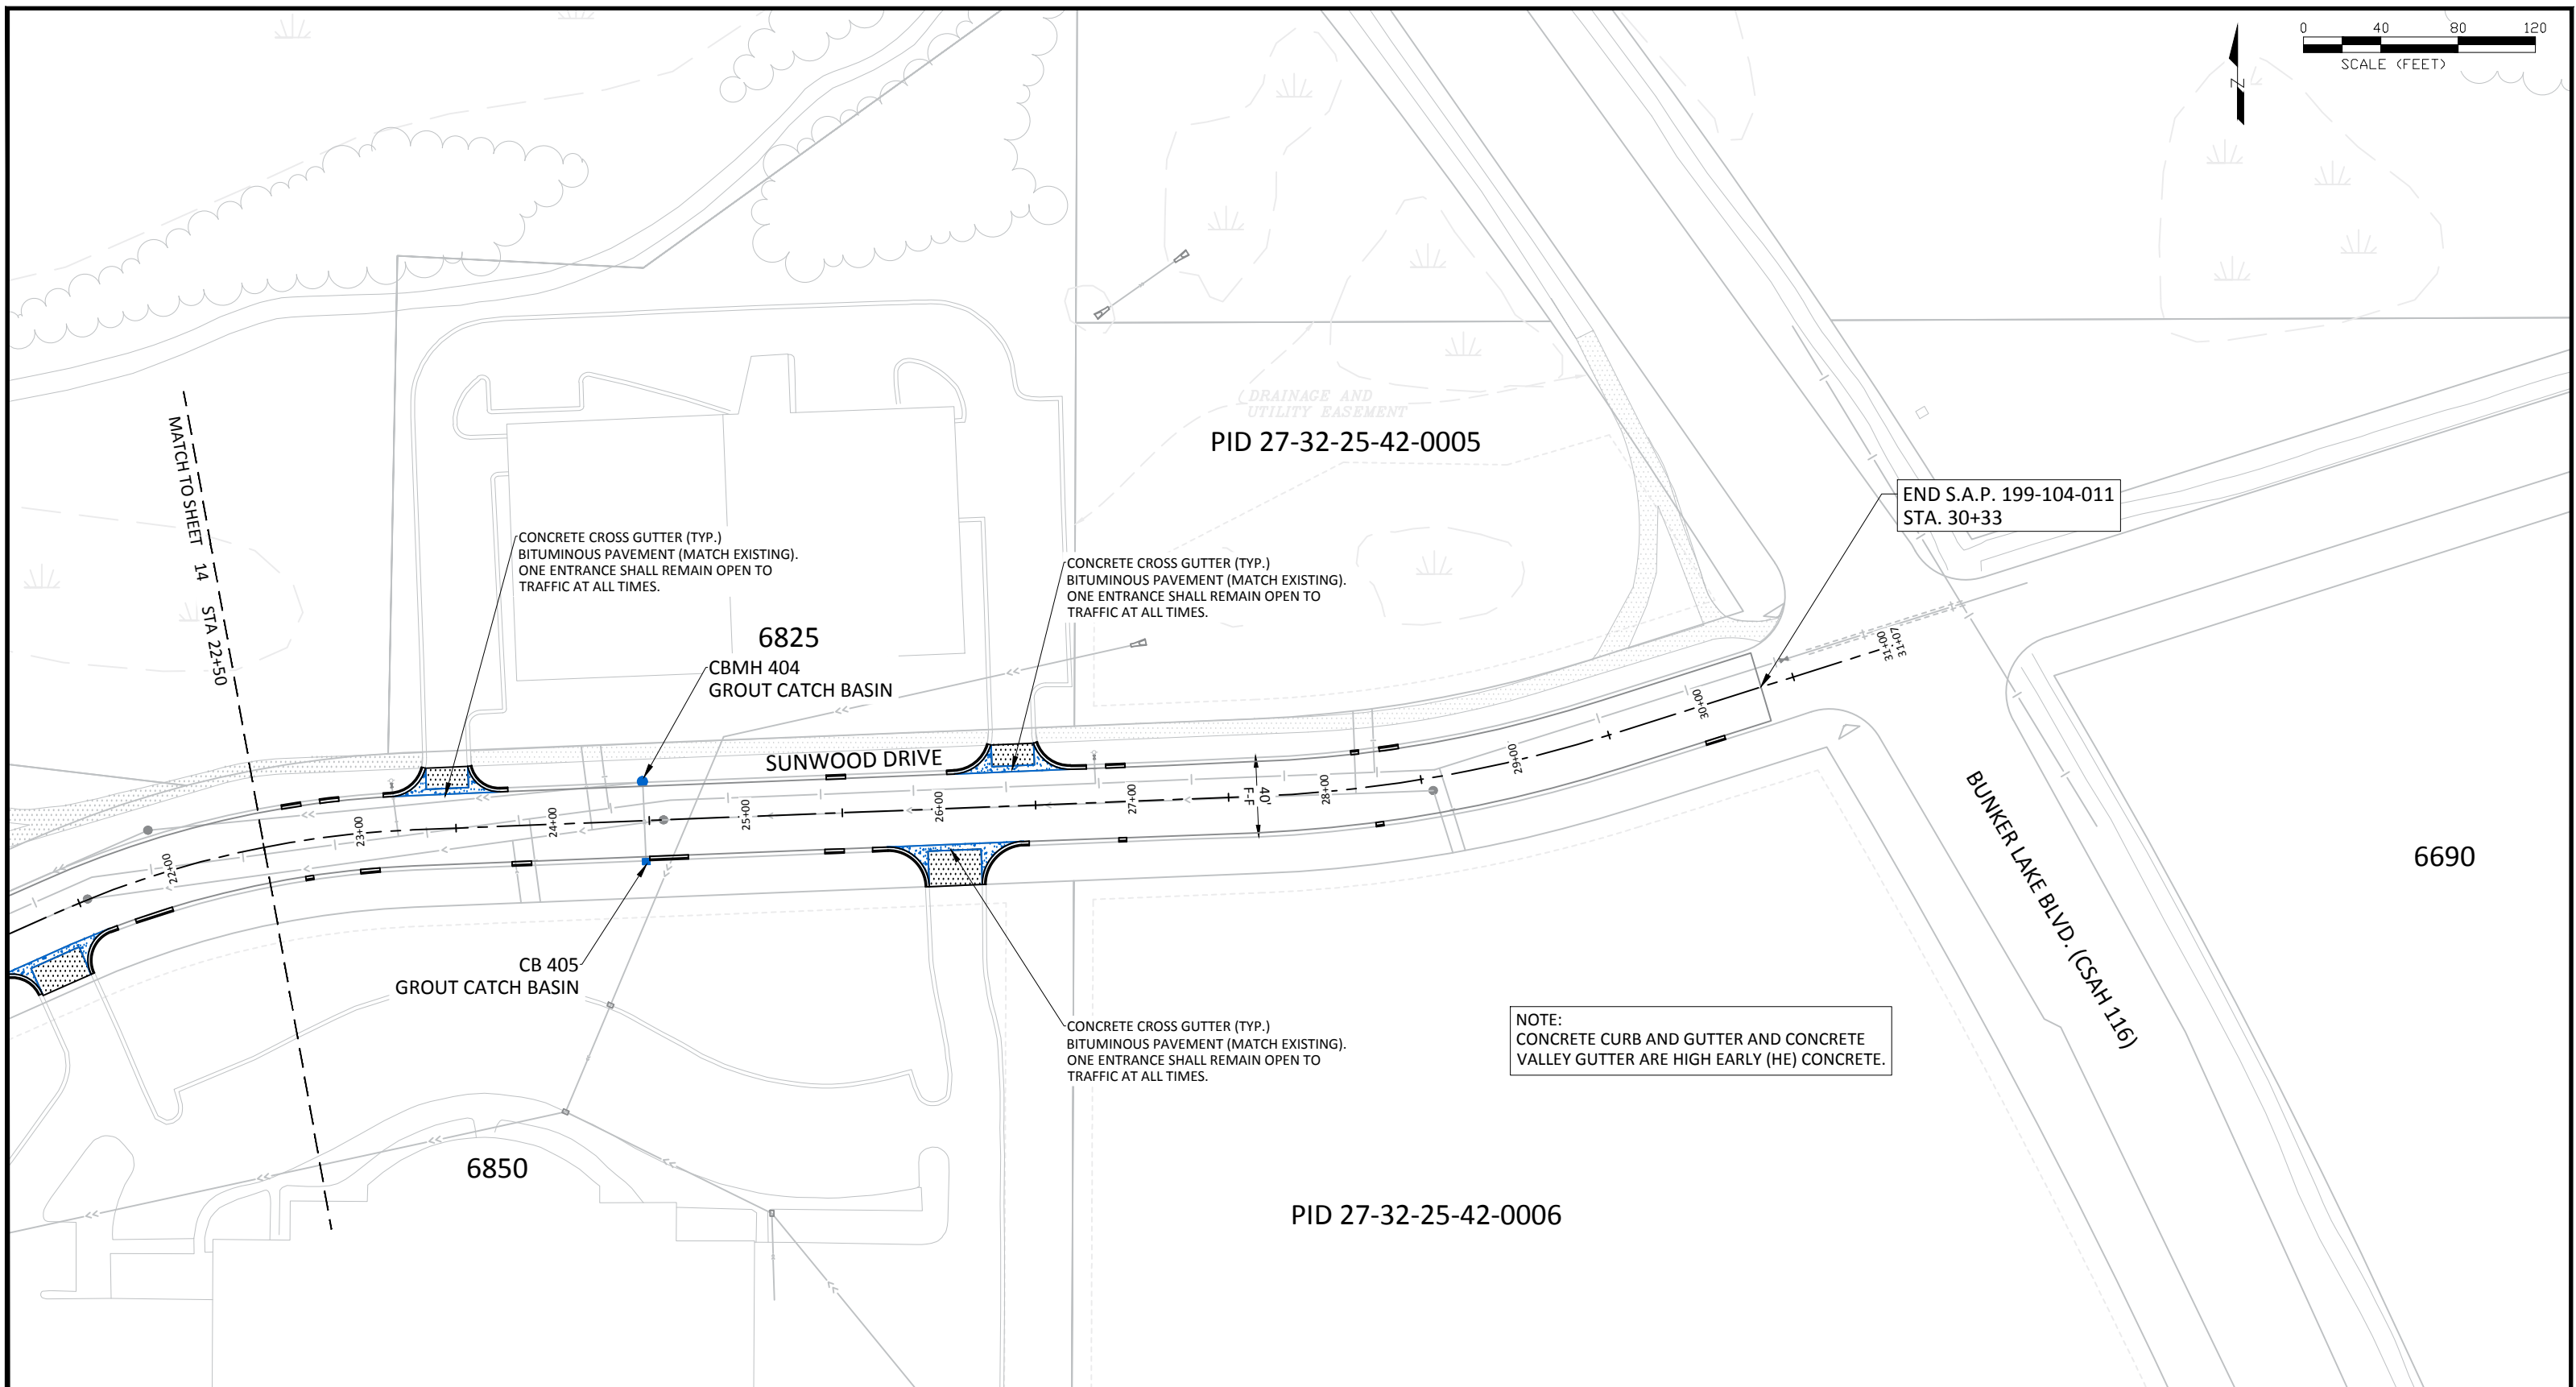 0 40 80 120
SCALE (FEET)
N
DRAINAGE AND
UTILITY EASEMENT
PID 27-32-25-42-0005
MATCH TO SHEET 14 STA 22+50
END S.A.P. 199-104-011
STA. 30+33
CONCRETE CROSS GUTTER (TYP.)
BITUMINOUS PAVEMENT (MATCH EXISTING).
ONE ENTRANCE SHALL REMAIN OPEN TO
TRAFFIC AT ALL TIMES.
CONCRETE CROSS GUTTER (TYP.)
BITUMINOUS PAVEMENT (MATCH EXISTING).
ONE ENTRANCE SHALL REMAIN OPEN TO
TRAFFIC AT ALL TIMES.
6825
CBMH 404
GROUT CATCH BASIN
SUNWOOD DRIVE
22+00
23+00
24+00
25+00
26+00
27+00
40'
F-F
28+00
29+00
30+00
31+00
31+07
BUNKER LAKE BLVD. (CSAH 116)
6690
CB 405
GROUT CATCH BASIN
CONCRETE CROSS GUTTER (TYP.)
BITUMINOUS PAVEMENT (MATCH EXISTING).
ONE ENTRANCE SHALL REMAIN OPEN TO
TRAFFIC AT ALL TIMES.
NOTE:
CONCRETE CURB AND GUTTER AND CONCRETE
VALLEY GUTTER ARE HIGH EARLY (HE) CONCRETE.
6850
PID 27-32-25-42-0006